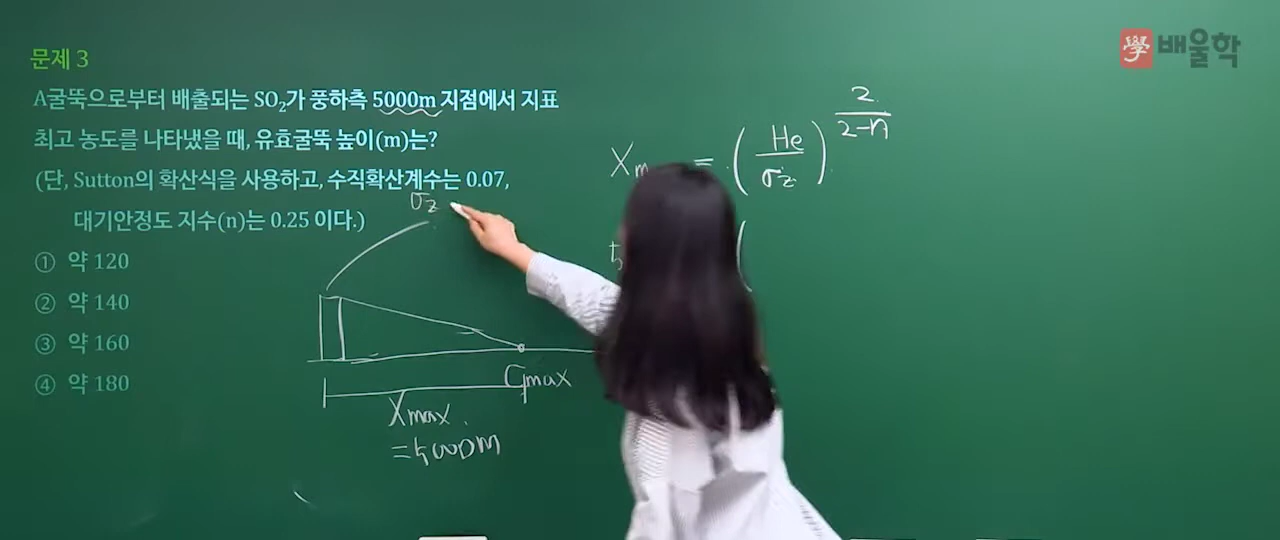 學 배울학
문제 3
A굴뚝으로부터 배출되는 SO₂가 풍하측 5000m 지점에서 지표
최고 농도를 나타냈을 때, 유효굴뚝 높이(m)는?
(단, Sutton의 확산식을 사용하고, 수직확산계수는 0.07,
대기안정도 지수(n)는 0.25 이다.)
① 약 120
② 약 140
③ 약 160
④ 약 180
σz
Cmax
Xmax
=5000m
Xm = (He/σz)^(2/2-n)
5 (